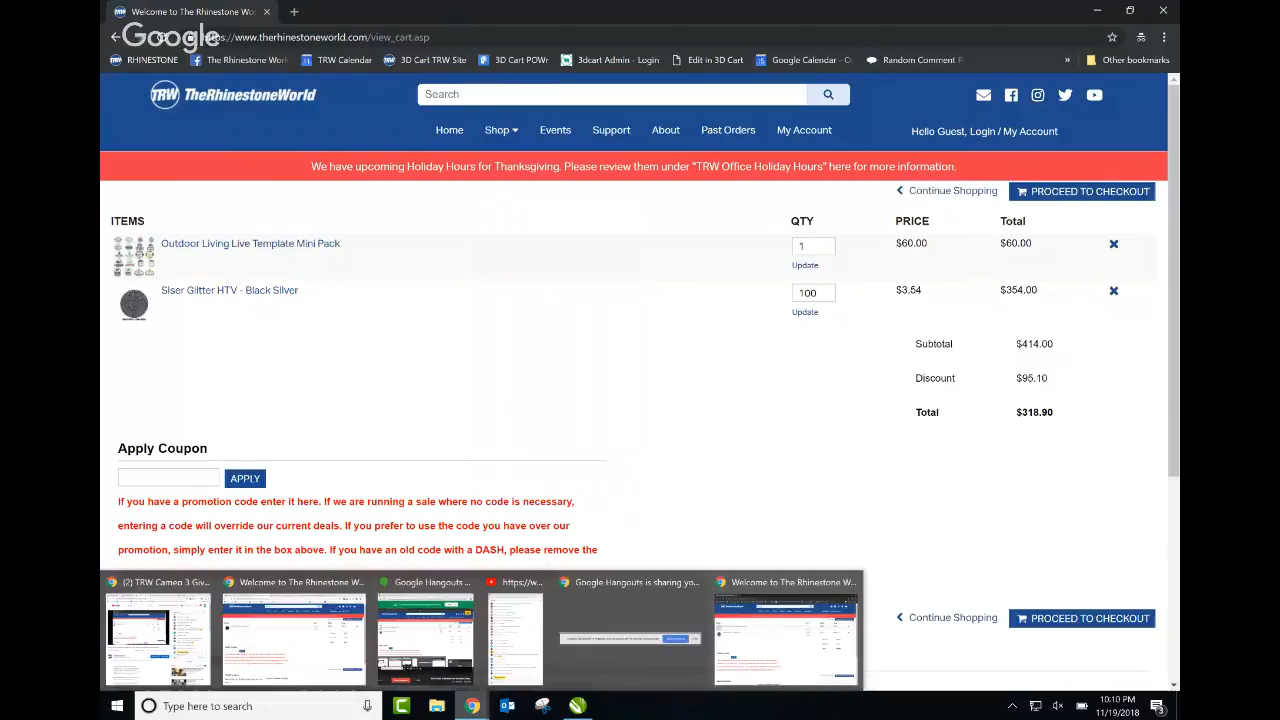 Welcome to The Rhinestone Wo
Google
https://www.therhinestoneworld.com/view_cart.asp
RHINESTONE The Rhinestone Worl TRW Calendar 3D Cart TRW Site 3D Cart POWr 3dcart Admin - Login Edit in 3D Cart Google Calendar - Random Comment P » Other bookmarks
TRW TheRhinestoneWorld Search
Home Shop Events Support About Past Orders My Account Hello Guest, Login / My Account
We have upcoming Holiday Hours for Thanksgiving. Please review them under "TRW Office Holiday Hours" here for more information.
Continue Shopping PROCEED TO CHECKOUT
ITEMS QTY PRICE Total
Outdoor Living Live Template Mini Pack 1 $60.00 $60.00
Update
Siser Glitter HTV - Black Silver 100 $3.54 $354.00
Update
Subtotal $414.00
Discount $95.10
Total $318.90
Apply Coupon
APPLY
If you have a promotion code enter it here. If we are running a sale where no code is necessary,
entering a code will override our current deals. If you prefer to use the code you have over our
promotion, simply enter it in the box above. If you have an old code with a DASH, please remove the
(2) TRW Cameo 3 Giv... Welcome to The Rhinestone W... Google Hangouts ... https://w... Google Hangouts is sharing yo... Welcome to The Rhinestone W...
Continue Shopping PROCEED TO CHECKOUT
Type here to search
10:10 PM
11/19/2018
3